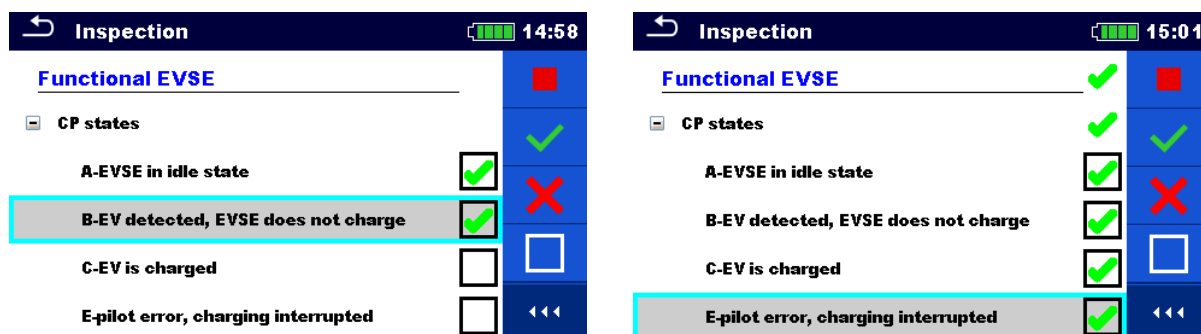 Inspection 14:58
Functional EVSE
CP states
A-EVSE in idle state
B-EV detected, EVSE does not charge
C-EV is charged
E-pilot error, charging interrupted
Inspection 15:01
Functional EVSE
CP states
A-EVSE in idle state
B-EV detected, EVSE does not charge
C-EV is charged
E-pilot error, charging interrupted